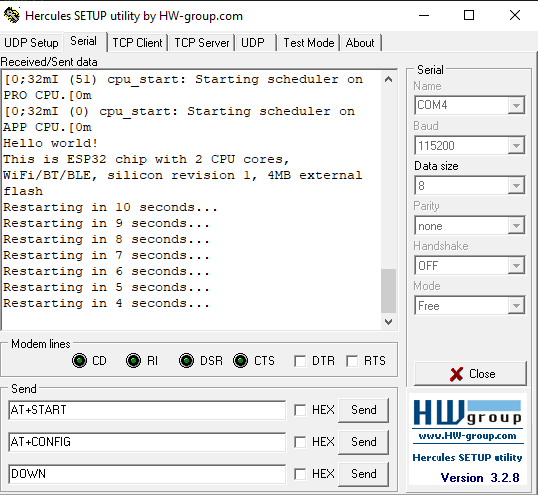 Hercules SETUP utility by HW-group.com
UDP Setup Serial TCP Client TCP Server UDP Test Mode About
Received/Sent data
[0;32mI (51) cpu_start: Starting scheduler on
PRO CPU.[0m
[0;32mI (0) cpu_start: Starting scheduler on
APP CPU.[0m
Hello world!
This is ESP32 chip with 2 CPU cores,
WiFi/BT/BLE, silicon revision 1, 4MB external
flash
Restarting in 10 seconds...
Restarting in 9 seconds...
Restarting in 8 seconds...
Restarting in 7 seconds...
Restarting in 6 seconds...
Restarting in 5 seconds...
Restarting in 4 seconds...
Modem lines
CD RI DSR CTS DTR RTS
Send
AT+START HEX Send
AT+CONFIG HEX Send
DOWN HEX Send
Serial
Name
COM4
Baud
115200
Data size
8
Parity
none
Handshake
OFF
Mode
Free
Close
HW group
www.HW-group.com
Hercules SETUP utility
Version 3.2.8